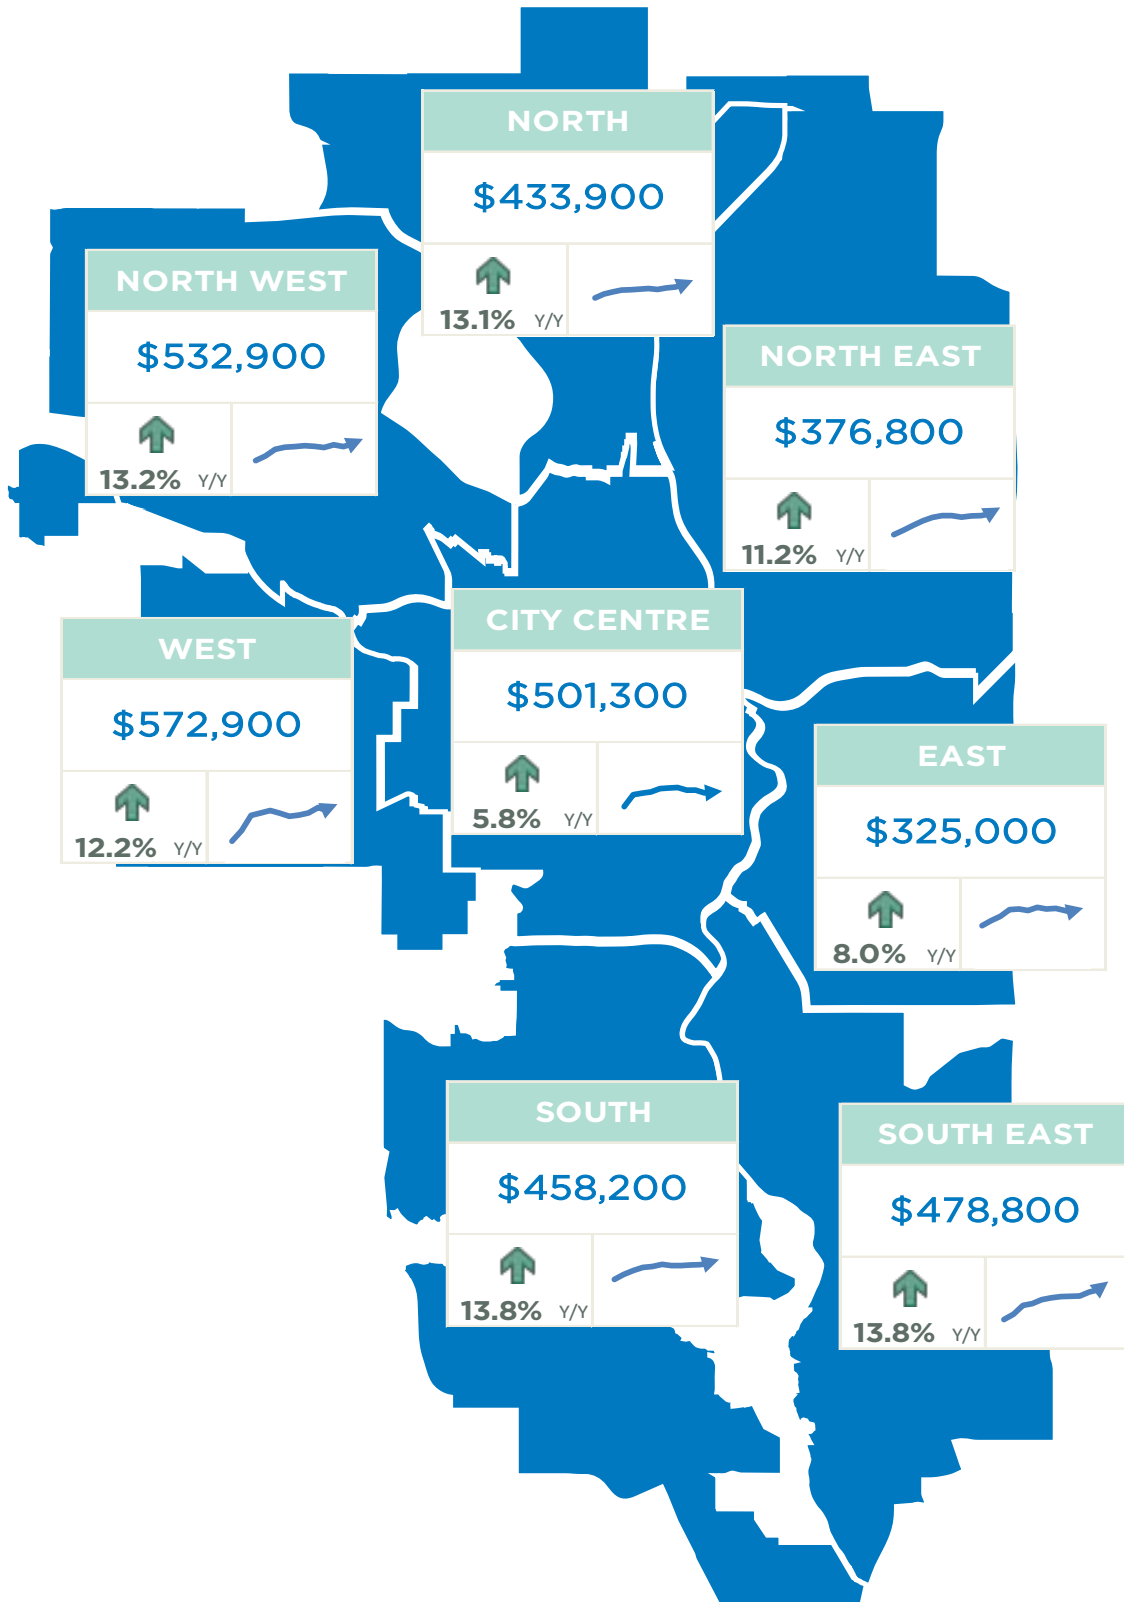 NORTH
$433,900
13.1% Y/Y
NORTH WEST
$532,900
13.2% Y/Y
NORTH EAST
$376,800
11.2% Y/Y
CITY CENTRE
$501,300
5.8% Y/Y
WEST
$572,900
12.2% Y/Y
EAST
$325,000
8.0% Y/Y
SOUTH
$458,200
13.8% Y/Y
SOUTH EAST
$478,800
13.8% Y/Y